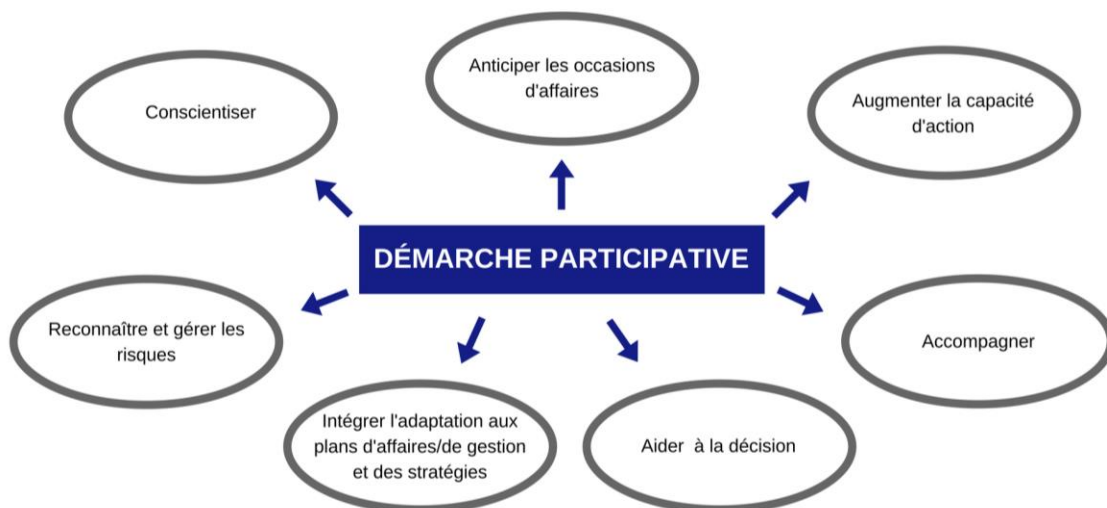 Anticiper les occasions
d'affaires
Conscientiser
Augmenter la capacité
d'action
DÉMARCHE PARTICIPATIVE
Reconnaître et gérer les
risques
Accompagner
Intégrer l'adaptation aux
plans d'affaires/de gestion
et des stratégies
Aider à la décision